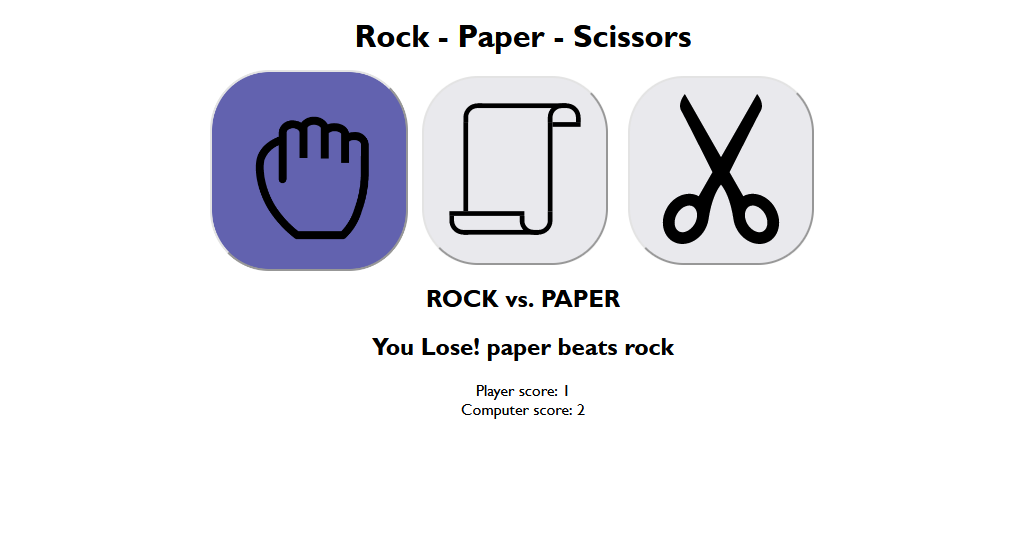 Rock - Paper - Scissors
ROCK vs. PAPER
You Lose! paper beats rock
Player score: 1
Computer score: 2